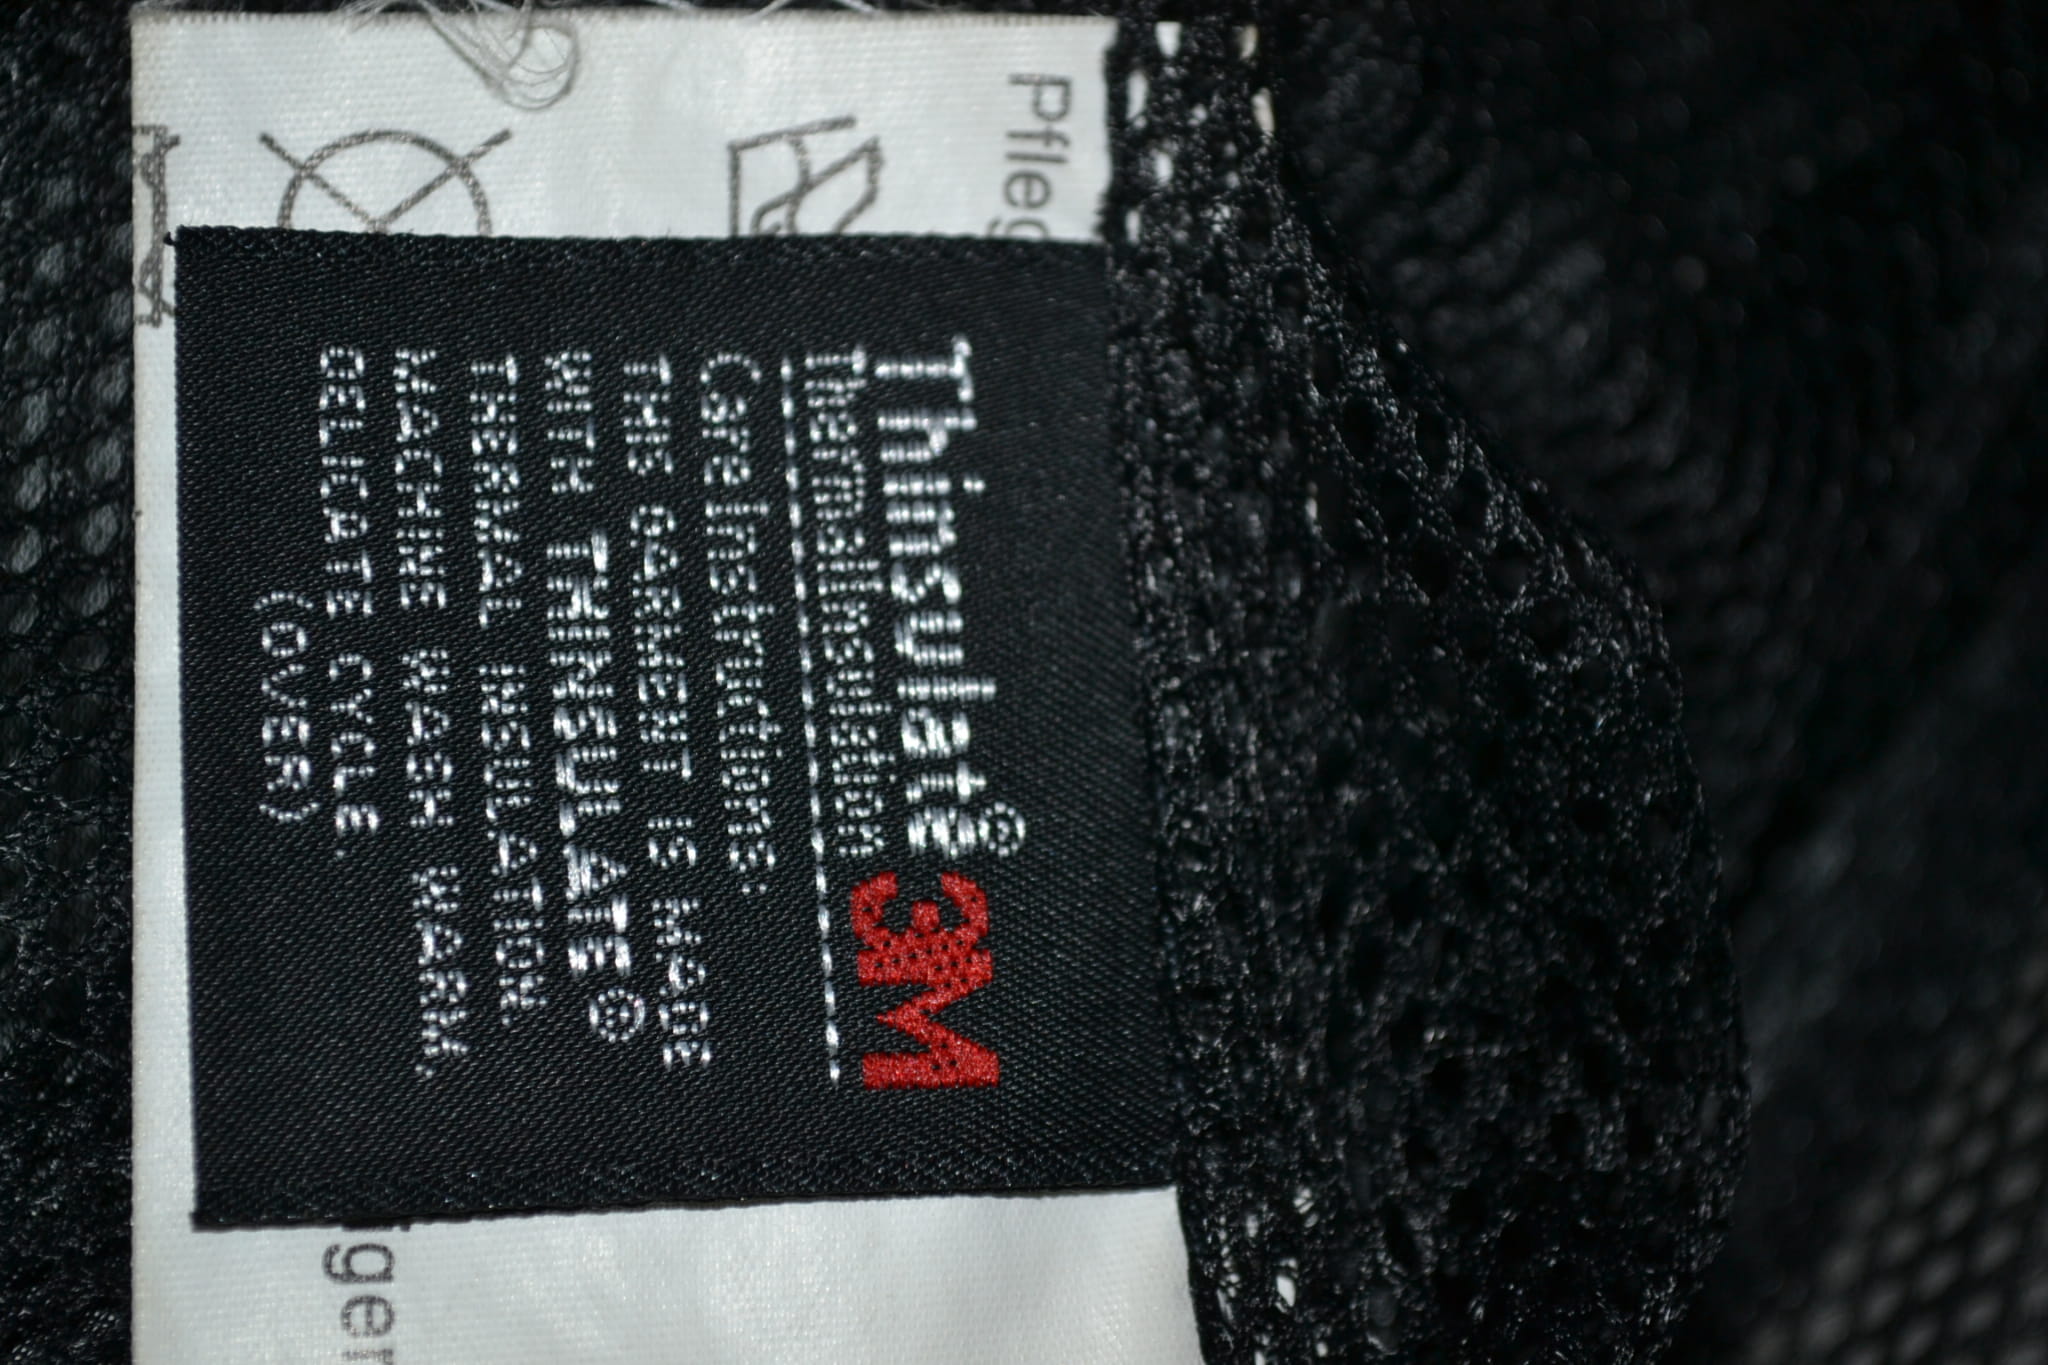 Thinsulate® 3M
Thermal Insulation
Care Instructions:
THIS GARMENT IS MADE
WITH THINSULATE®
THERMAL INSULATION.
MACHINE WASH WARM,
DELICATE CYCLE.
(OVER)
Pfleg
ger